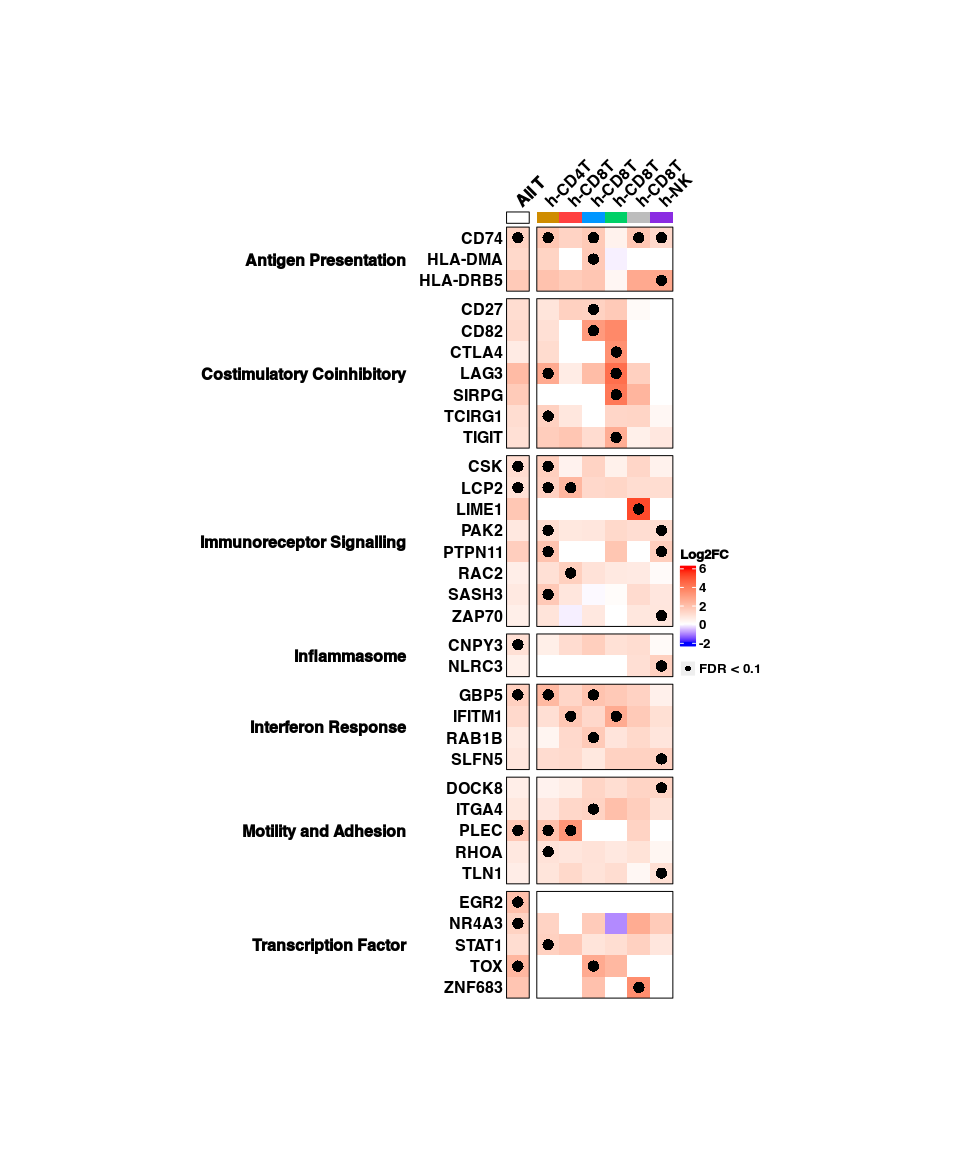 All T
h-CD4T
h-CD8T
h-CD8T
h-CD8T
h-CD8T
h-NK
Antigen Presentation
CD74
HLA-DMA
HLA-DRB5
Costimulatory Coinhibitory
CD27
CD82
CTLA4
LAG3
SIRPG
TCIRG1
TIGIT
Immunoreceptor Signalling
CSK
LCP2
LIME1
PAK2
PTPN11
RAC2
SASH3
ZAP70
Inflammasome
CNPY3
NLRC3
Interferon Response
GBP5
IFITM1
RAB1B
SLFN5
Motility and Adhesion
DOCK8
ITGA4
PLEC
RHOA
TLN1
Transcription Factor
EGR2
NR4A3
STAT1
TOX
ZNF683
Log2FC
6
4
2
0
-2
FDR < 0.1